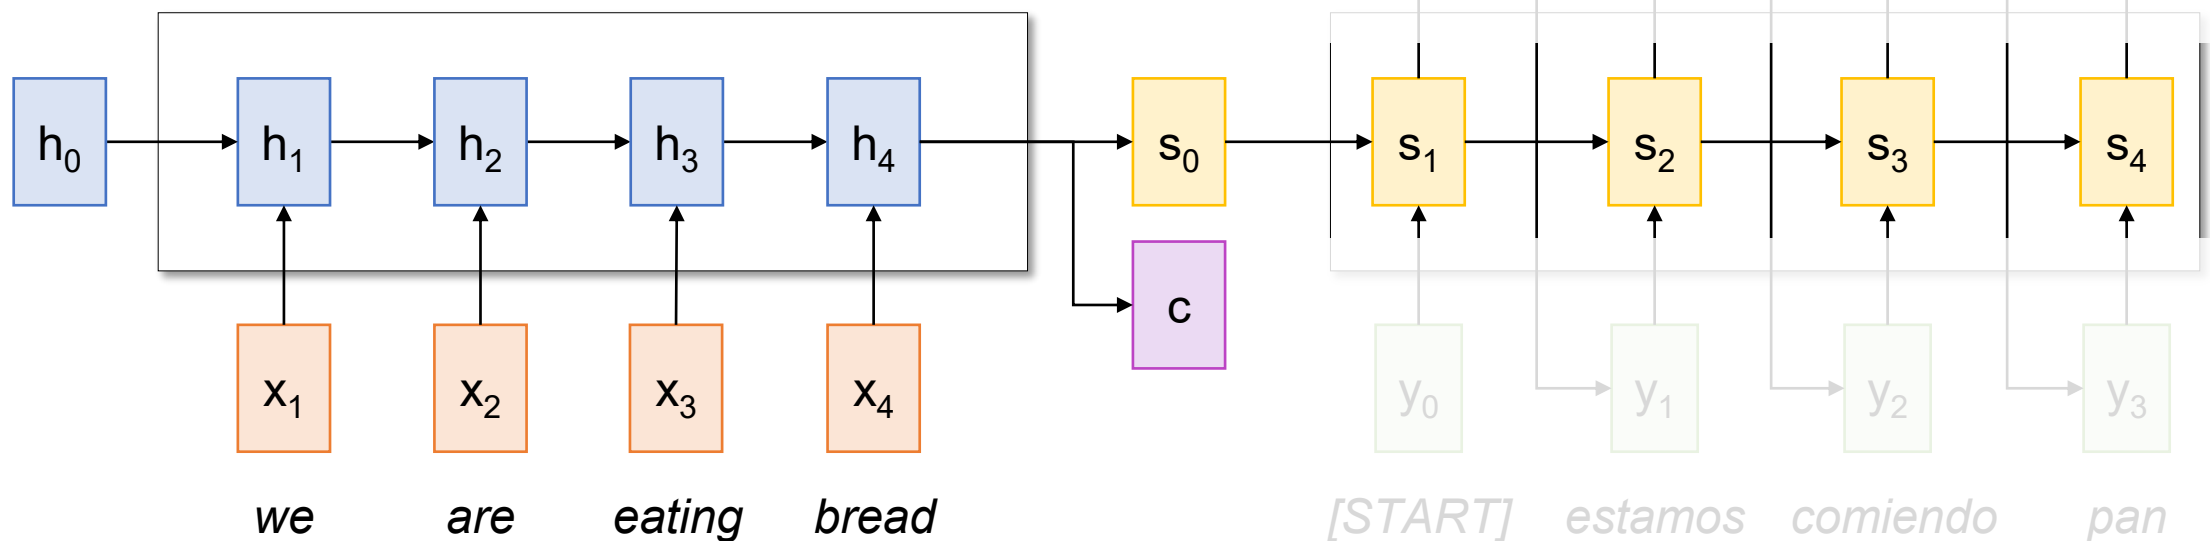 h₀ h₁ h₂ h₃ h₄ s₀ s₁ s₂ s₃ s₄
c
x₁ x₂ x₃ x₄ y₀ y₁ y₂ y₃
we are eating bread [START] estamos comiendo pan